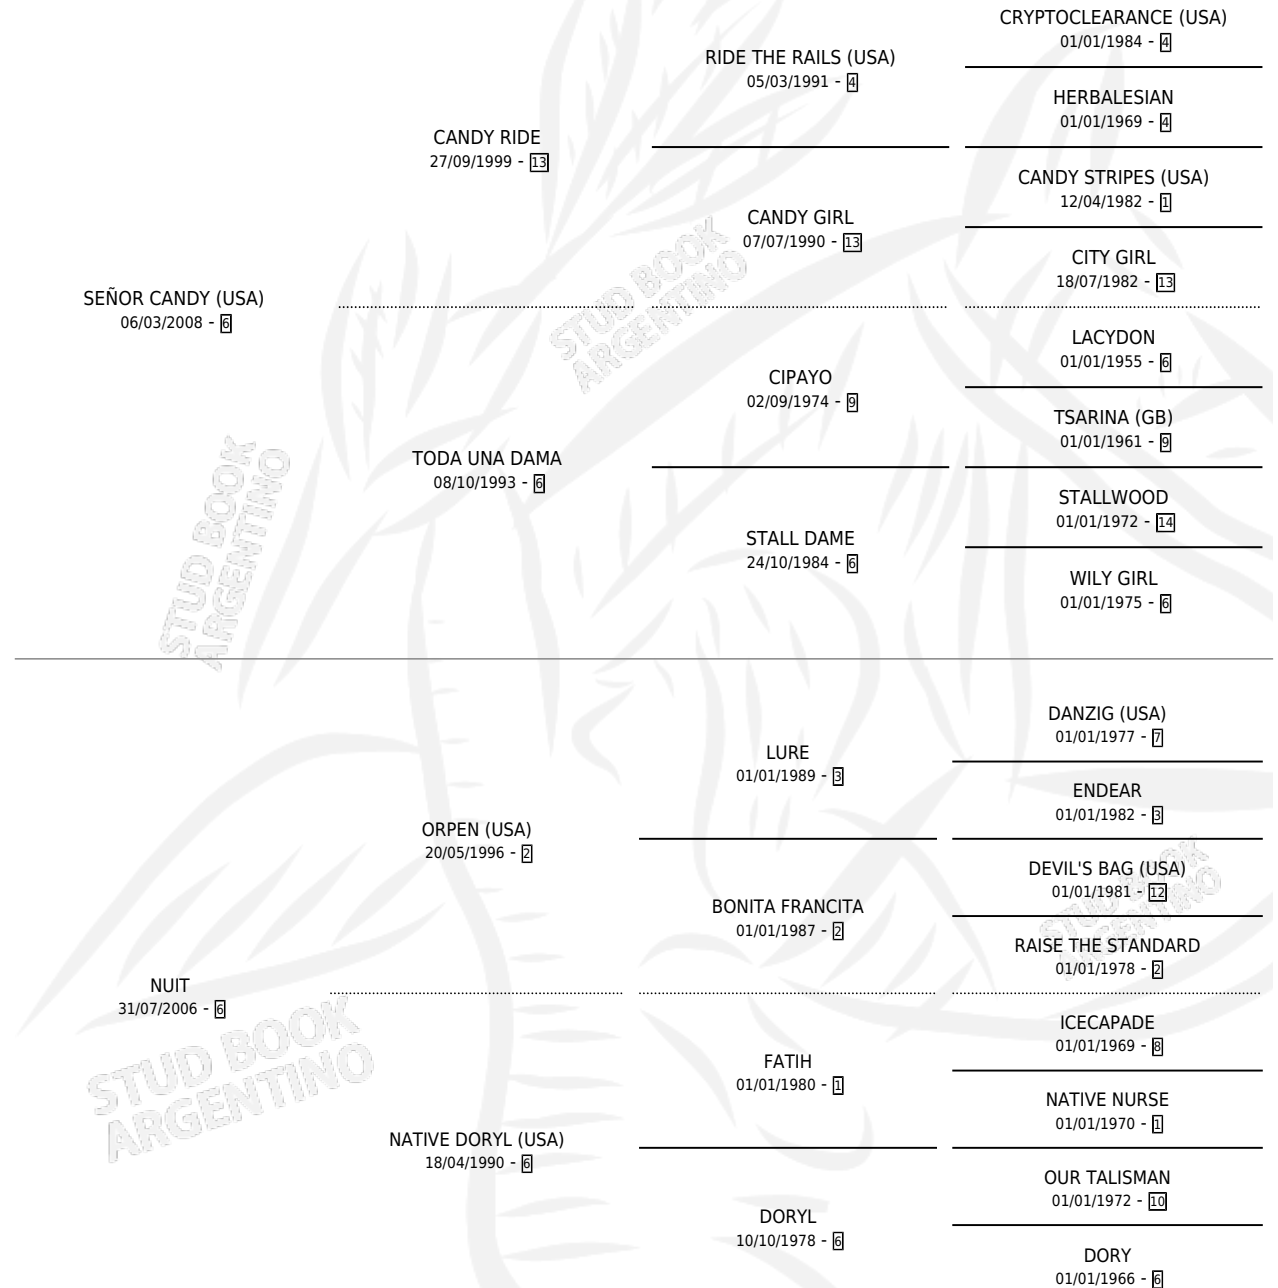 CRYPTOCLEARANCE (USA)
01/01/1984 - 4
RIDE THE RAILS (USA)
05/03/1991 - 4
HERBALESIAN
01/01/1969 - 4
CANDY RIDE
27/09/1999 - 13
CANDY STRIPES (USA)
12/04/1982 - 1
CANDY GIRL
07/07/1990 - 13
CITY GIRL
18/07/1982 - 13
SEÑOR CANDY (USA)
06/03/2008 - 6
STUD BOOK
ARGENTINO
LACYDON
01/01/1955 - 6
CIPAYO
02/09/1974 - 9
TSARINA (GB)
01/01/1961 - 9
TODA UNA DAMA
08/10/1993 - 6
STALLWOOD
01/01/1972 - 14
STALL DAME
24/10/1984 - 6
WILY GIRL
01/01/1975 - 6
STUD BOOK
ARGENTINO
DANZIG (USA)
01/01/1977 - 7
LURE
01/01/1989 - 3
ENDEAR
01/01/1982 - 3
ORPEN (USA)
20/05/1996 - 2
DEVIL'S BAG (USA)
01/01/1981 - 12
BONITA FRANCITA
01/01/1987 - 2
STUD BOOK
ARGENTINO
RAISE THE STANDARD
01/01/1978 - 2
NUIT
31/07/2006 - 6
ICECAPADE
01/01/1969 - 8
FATIH
01/01/1980 - 1
STUD BOOK
ARGENTINO
NATIVE NURSE
01/01/1970 - 1
NATIVE DORYL (USA)
18/04/1990 - 6
OUR TALISMAN
01/01/1972 - 10
DORYL
10/10/1978 - 6
DORY
01/01/1966 - 6